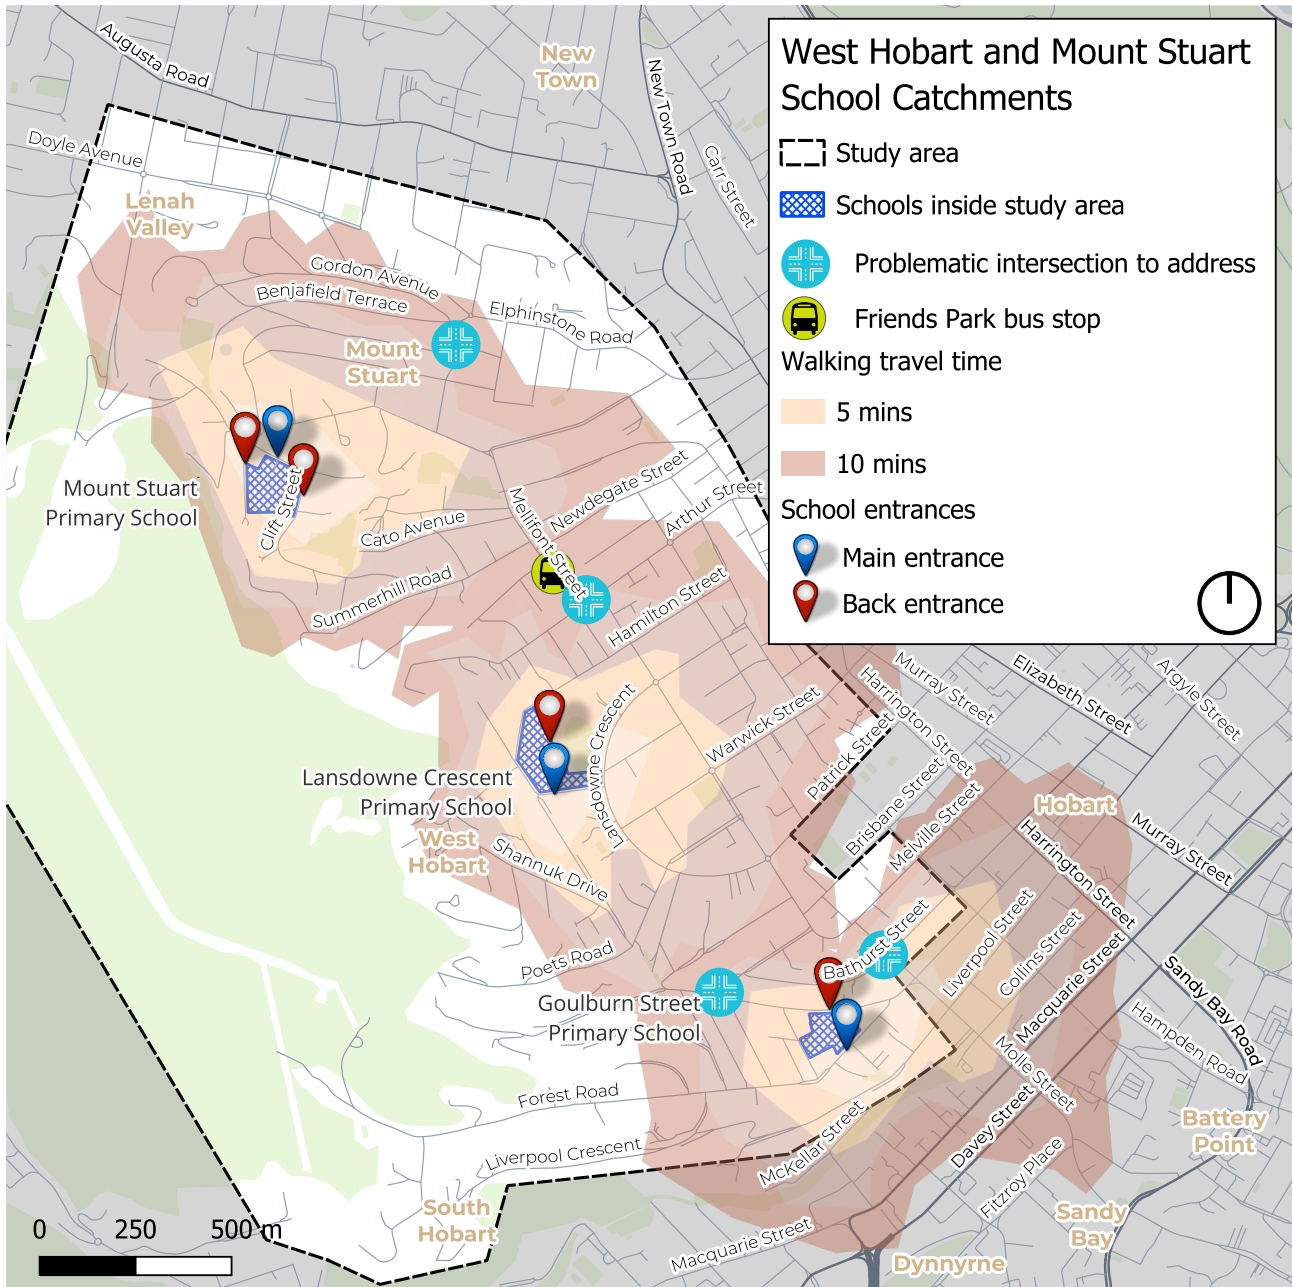 West Hobart and Mount Stuart
School Catchments
Study area
Schools inside study area
Problematic intersection to address
Friends Park bus stop
Walking travel time
5 mins
10 mins
School entrances
Main entrance
Back entrance
Augusta Road
New
Town
New Town Road
Carr Street
Doyle Avenue
Lenah
Valley
Gordon Avenue
Benjafield Terrace
Elphinstone Road
Mount
Stuart
Mount Stuart
Primary School
Clift Street
Cato Avenue
Mellifont Street
Newdegate Street
Arthur Street
Summerhill Road
Hamilton Street
Lansdowne Crescent
Warwick Street
Patrick Street
Harrington Street
Murray Street
Elizabeth Street
Argyle Street
Lansdowne Crescent
Primary School
West
Hobart
Shannuk Drive
Brisbane Street
Melville Street
Hobart
Harrington Street
Murray Street
Bathurst Street
Liverpool Street
Collins Street
Macquarie Street
Sandy Bay Road
Hampden Road
Poets Road
Goulburn Street
Primary School
Molle Street
Forest Road
Davey Street
Battery
Point
Liverpool Crescent
McKellar Street
Fitzroy Place
South
Hobart
Sandy
Bay
Macquarie Street
Dynnyrne
0 250 500 m